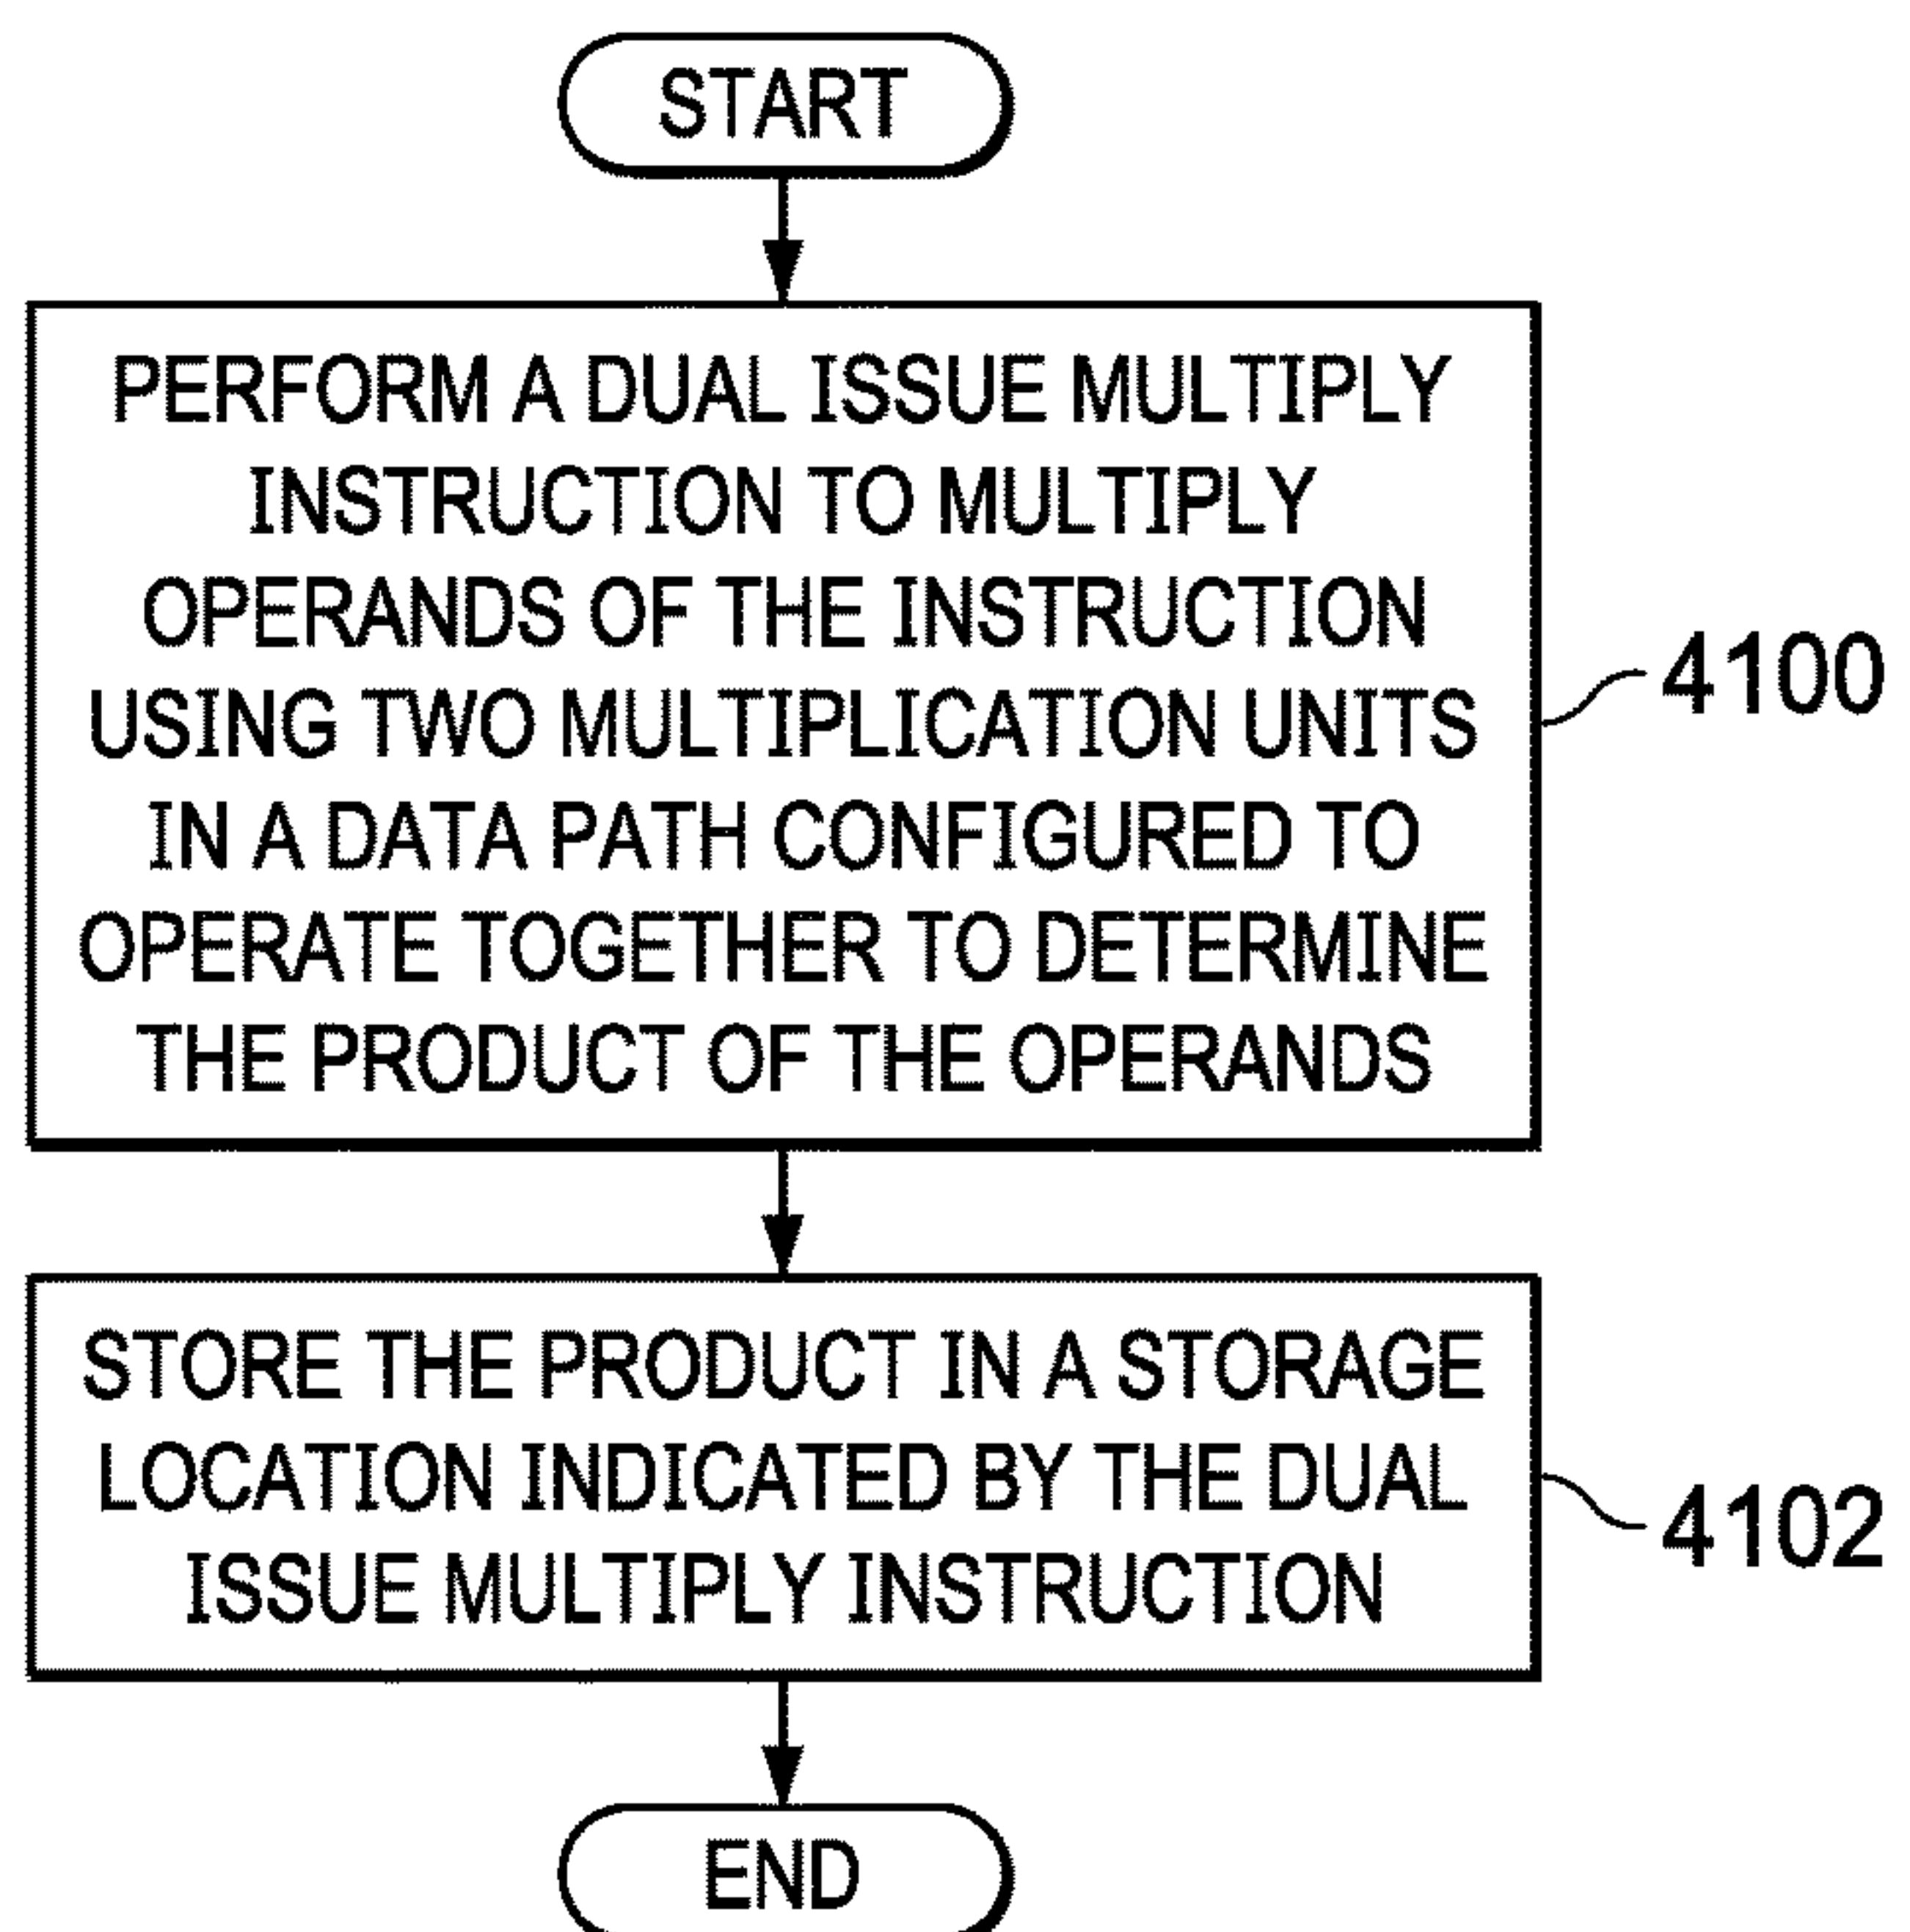 START
PERFORM A DUAL ISSUE MULTIPLY
INSTRUCTION TO MULTIPLY
OPERANDS OF THE INSTRUCTION
USING TWO MULTIPLICATION UNITS
IN A DATA PATH CONFIGURED TO
OPERATE TOGETHER TO DETERMINE
THE PRODUCT OF THE OPERANDS
4100
STORE THE PRODUCT IN A STORAGE
LOCATION INDICATED BY THE DUAL
ISSUE MULTIPLY INSTRUCTION
4102
END